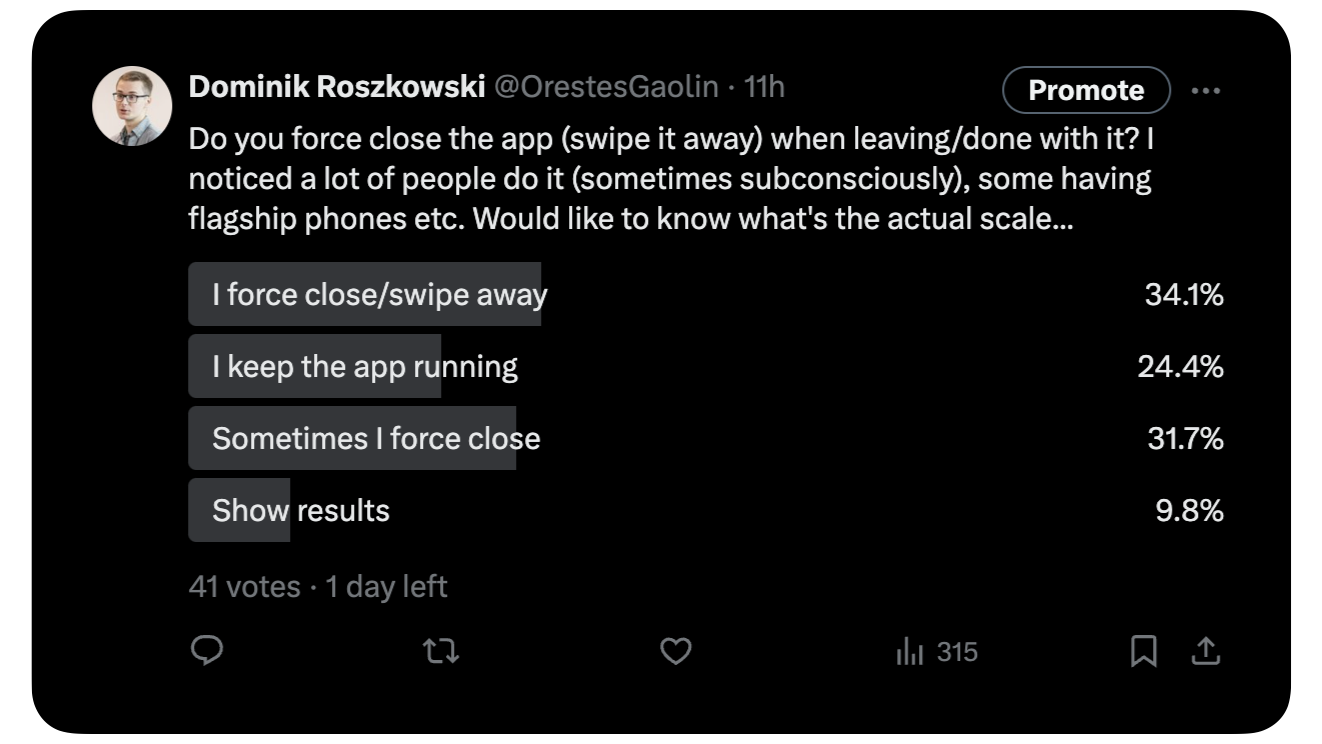 Dominik Roszkowski @OrestesGaolin · 11h Promote ...
Do you force close the app (swipe it away) when leaving/done with it? I
noticed a lot of people do it (sometimes subconsciously), some having
flagship phones etc. Would like to know what's the actual scale...
I force close/swipe away 34.1%
I keep the app running 24.4%
Sometimes I force close 31.7%
Show results 9.8%
41 votes · 1 day left
315